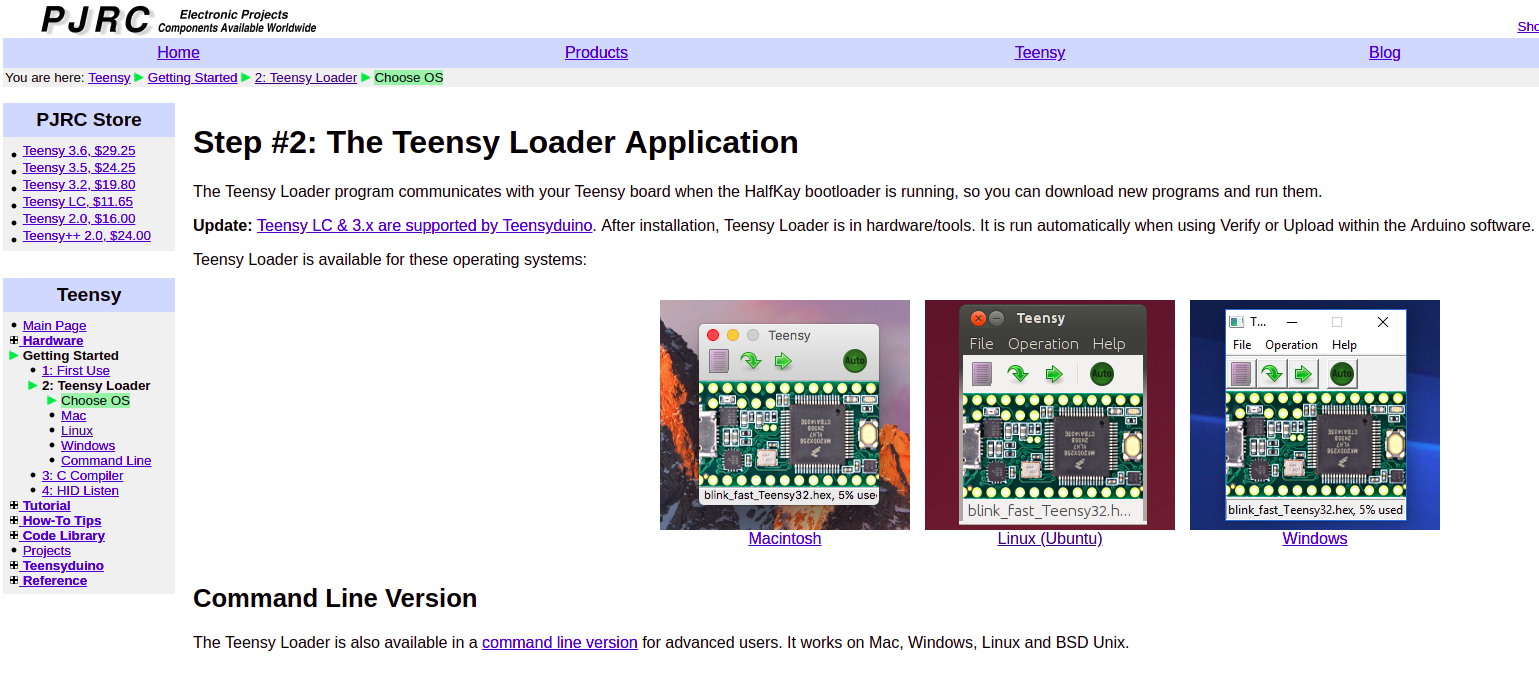 PJRC Electronic Projects
Components Available Worldwide
Home Products Teensy Blog
You are here: Teensy Getting Started 2: Teensy Loader Choose OS
PJRC Store
Teensy 3.6, $29.25
Teensy 3.5, $24.25
Teensy 3.2, $19.80
Teensy LC, $11.65
Teensy 2.0, $16.00
Teensy++ 2.0, $24.00
Teensy
Main Page
Hardware
Getting Started
1: First Use
2: Teensy Loader
Choose OS
Mac
Linux
Windows
Command Line
3: C Compiler
4: HID Listen
Tutorial
How-To Tips
Code Library
Projects
Teensyduino
Reference
Step #2: The Teensy Loader Application
The Teensy Loader program communicates with your Teensy board when the HalfKay bootloader is running, so you can download new programs and run them.
Update: Teensy LC & 3.x are supported by Teensyduino. After installation, Teensy Loader is in hardware/tools. It is run automatically when using Verify or Upload within the Arduino software.
Teensy Loader is available for these operating systems:
Teensy
Auto
blink_fast_Teensy32.hex, 5% use
Macintosh
Teensy
File Operation Help
Auto
blink_fast_Teensy32.h...
Linux (Ubuntu)
T...
File Operation Help
Auto
blink_fast_Teensy32.hex, 5% used
Windows
Command Line Version
The Teensy Loader is also available in a command line version for advanced users. It works on Mac, Windows, Linux and BSD Unix.